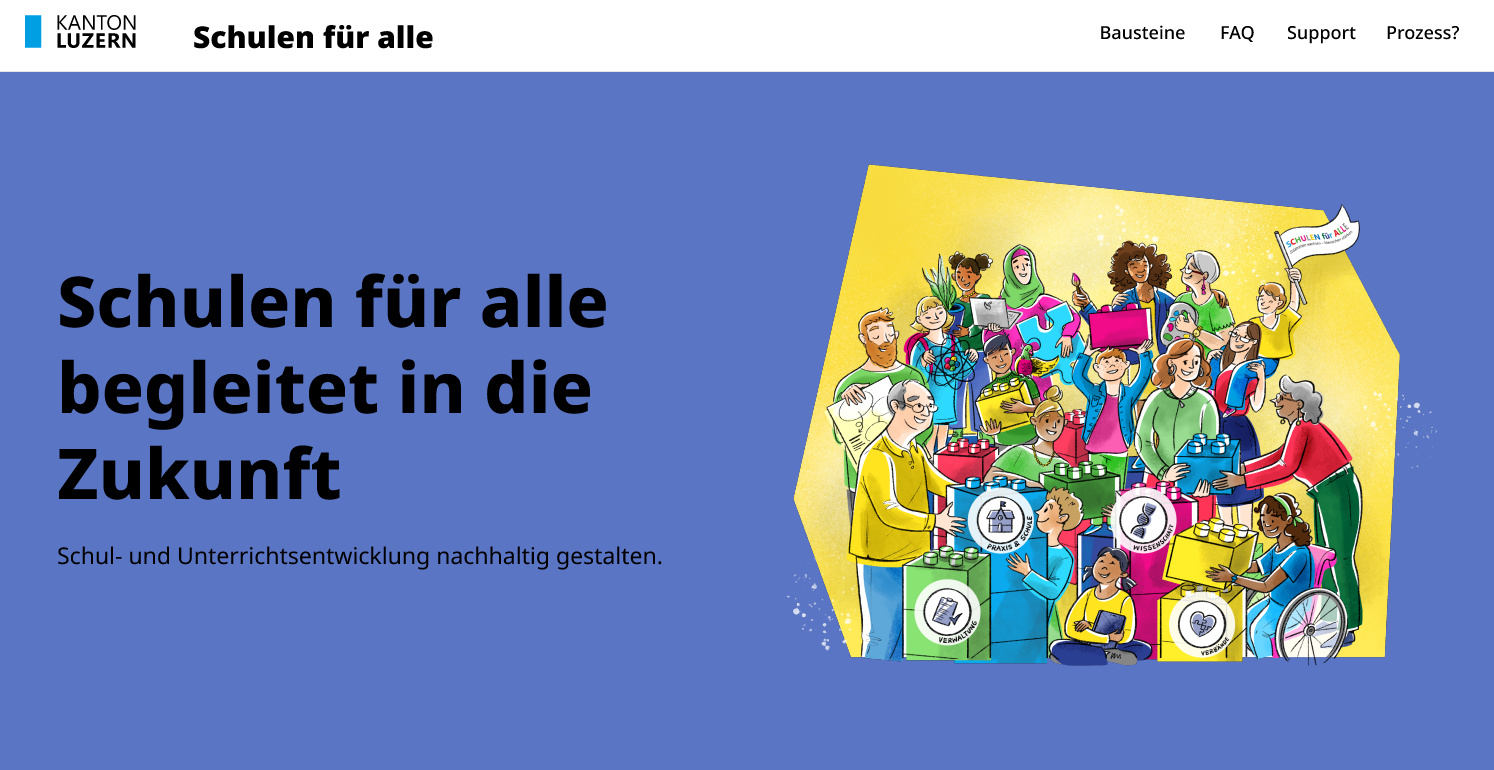 KANTON
LUZERN
Schulen für alle
Bausteine
FAQ
Support
Prozess?
Schulen für alle
begleitet in die
Zukunft
Schul- und Unterrichtsentwicklung nachhaltig gestalten.
SCHULEN für ALLE
PRAXIS & SCHULE
WISSENSCHAFT
VERWALTUNG
VERBÄNDE